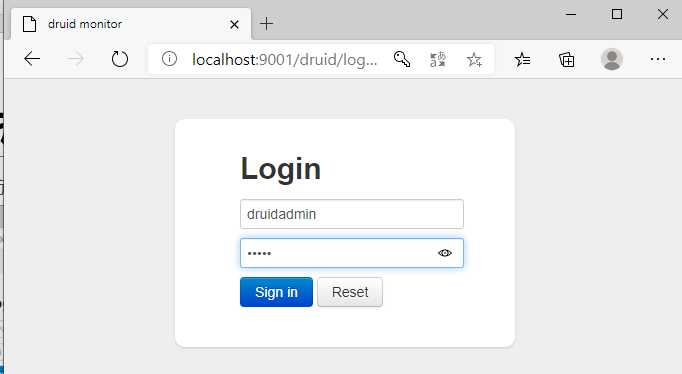 druid monitor
localhost:9001/druid/log...
Login
druidadmin
•••••
Sign in
Reset